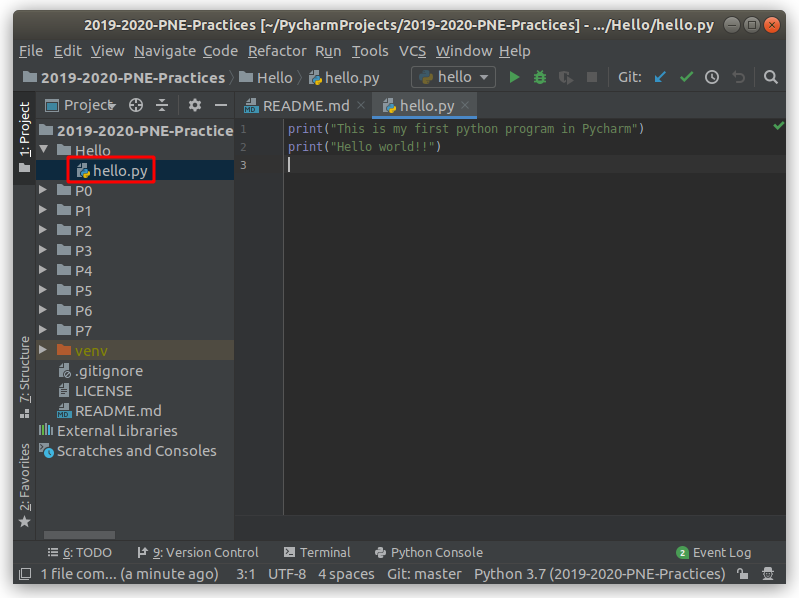 2019-2020-PNE-Practices [~/PycharmProjects/2019-2020-PNE-Practices] - .../Hello/hello.py
File Edit View Navigate Code Refactor Run Tools VCS Window Help
2019-2020-PNE-Practices Hello hello.py hello Git:
1: Project
Project
README.md hello.py
2019-2020-PNE-Practice
Hello
hello.py
P0
P1
P2
P3
P4
P5
P6
P7
venv
.gitignore
LICENSE
README.md
External Libraries
Scratches and Consoles
1 print("This is my first python program in Pycharm")
2 print("Hello world!!")
3
7: Structure
2: Favorites
6: TODO 9: Version Control Terminal Python Console 2 Event Log
1 file com... (a minute ago) 3:1 UTF-8 4 spaces Git: master Python 3.7 (2019-2020-PNE-Practices)